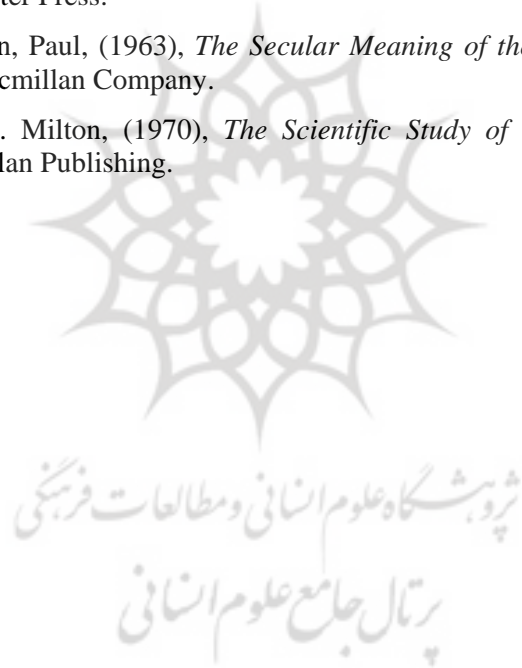 ter Press.
n, Paul, (1963), The Secular Meaning of the
cmillan Company.
. Milton, (1970), The Scientific Study of
lan Publishing.
پژوهشگاه علوم انسانی و مطالعات فرهنگی
پرتال جامع علوم انسانی